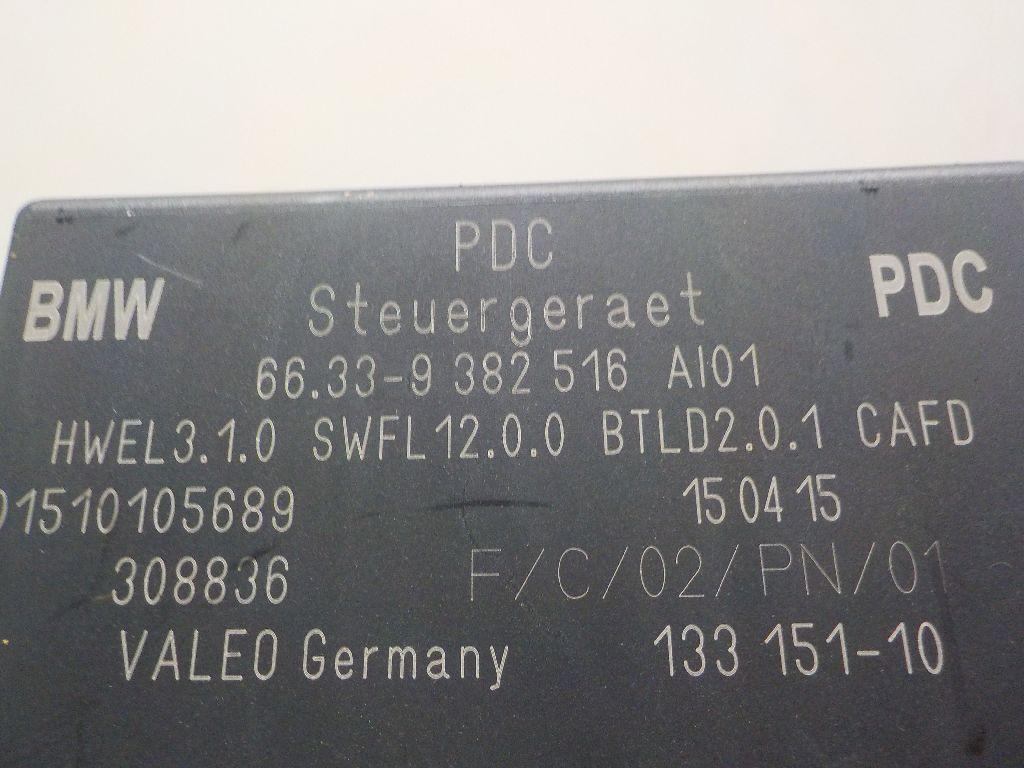 PDC
BMW Steuergeraet PDC
66.33-9 382 516 AI01
HWEL3.1.0 SWFL12.0.0 BTLD2.0.1 CAFD
91510105689 15 04 15
308836 F/C/02/PN/01
VALEO Germany 133 151-10